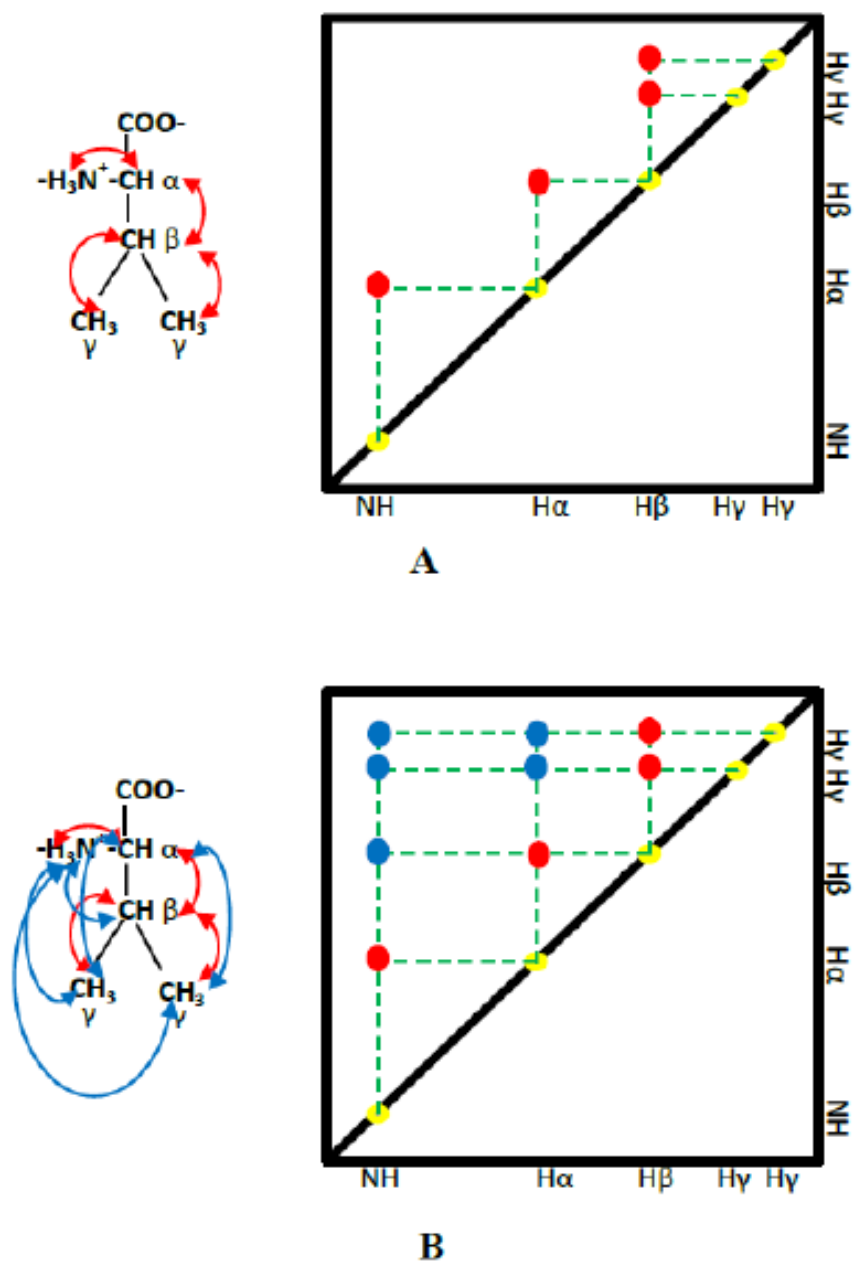 COO-
-H₃N⁺-CH α
CH β
CH₃ CH₃
γ γ
Hγ
Hγ
Hβ
Hα
NH
NH Hα Hβ Hγ Hγ
A
COO-
-H₃N⁺-CH α
CH β
CH₃ CH₃
γ γ
Hγ
Hγ
Hβ
Hα
NH
NH Hα Hβ Hγ Hγ
B